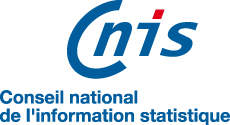 Cnis
Conseil national
de l'information statistique